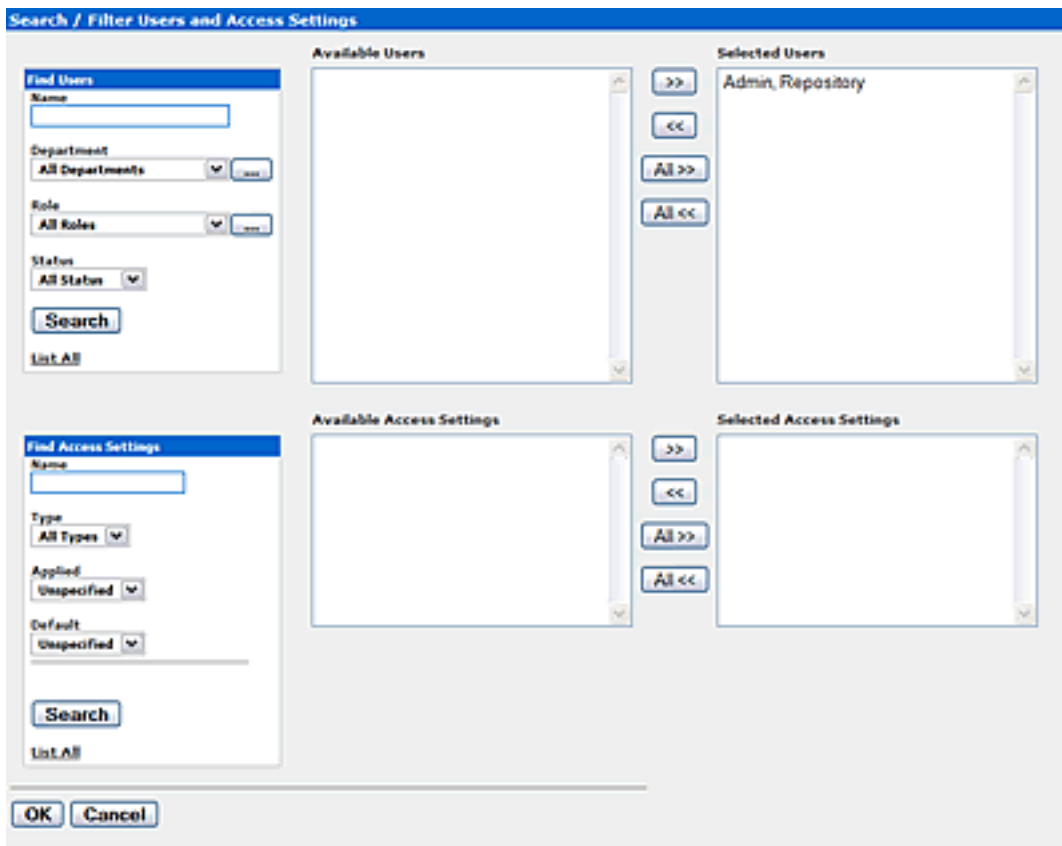 Search / Filter Users and Access Settings
Available Users
Selected Users
Find Users
Name
Department
All Departments
...
Role
All Roles
...
Status
All Status
Search
List All
>>
<<
All >>
All <<
Admin, Repository
Available Access Settings
Selected Access Settings
Find Access Settings
Name
Type
All Types
Applied
Unspecified
Default
Unspecified
Search
List All
>>
<<
All >>
All <<
OK
Cancel